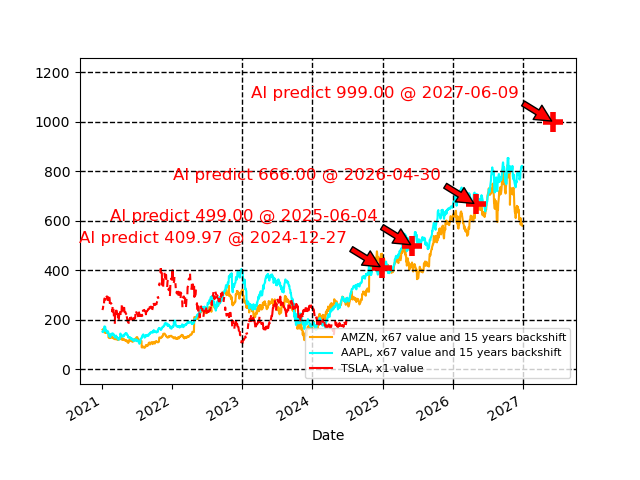 1200
1000
800
600
400
200
0
AI predict 999.00 @ 2027-06-09
AI predict 666.00 @ 2026-04-30
AI predict 499.00 @ 2025-06-04
AI predict 409.97 @ 2024-12-27
AMZN, x67 value and 15 years backshift
AAPL, x67 value and 15 years backshift
TSLA, x1 value
2021 2022 2023 2024 2025 2026 2027
Date